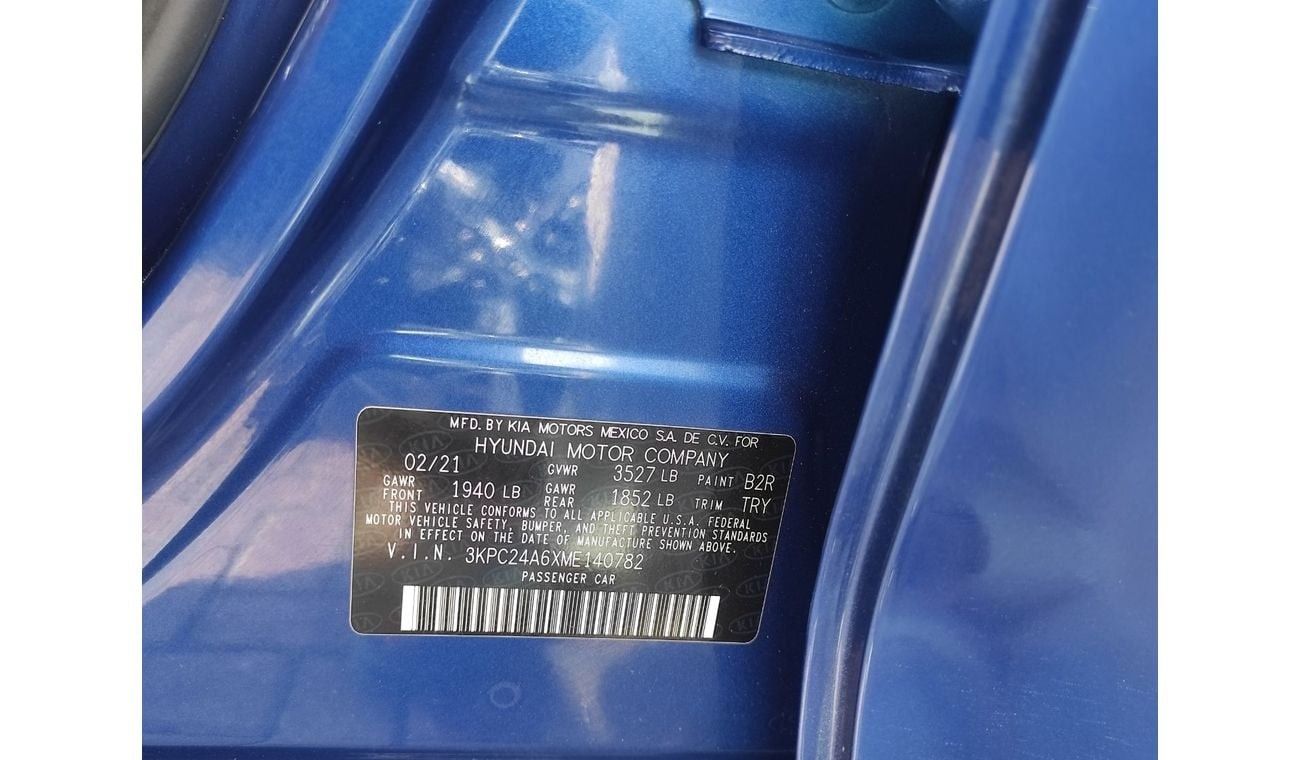 MFD. BY KIA MOTORS MEXICO S.A. DE C.V. FOR
HYUNDAI MOTOR COMPANY
02/21 GVWR 3527 LB PAINT B2R
GAWR FRONT 1940 LB GAWR REAR 1852 LB TRIM TRY
THIS VEHICLE CONFORMS TO ALL APPLICABLE U.S.A. FEDERAL
MOTOR VEHICLE SAFETY, BUMPER, AND THEFT PREVENTION STANDARDS
IN EFFECT ON THE DATE OF MANUFACTURE SHOWN ABOVE.
V.I.N. 3KPC24A6XME140782
PASSENGER CAR